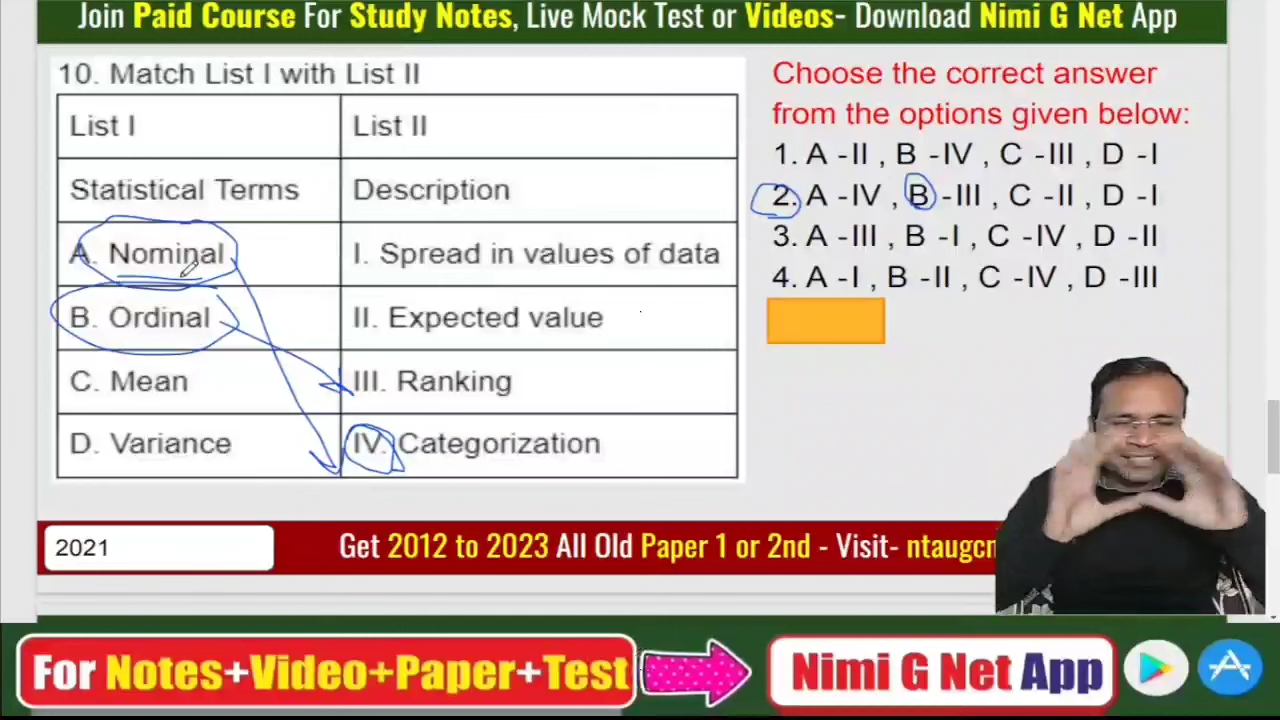 Join Paid Course For Study Notes, Live Mock Test or Videos- Download Nimi G Net App
10. Match List I with List II
List I
List II
Statistical Terms
Description
A. Nominal
I. Spread in values of data
B. Ordinal
II. Expected value
C. Mean
III. Ranking
D. Variance
IV. Categorization
Choose the correct answer
from the options given below:
1. A -II , B -IV , C -III , D -I
2. A -IV , B -III , C -II , D -I
3. A -III , B -I , C -IV , D -II
4. A -I , B -II , C -IV , D -III
2021
Get 2012 to 2023 All Old Paper 1 or 2nd - Visit- ntaugcn
For Notes+Video+Paper+Test
Nimi G Net App